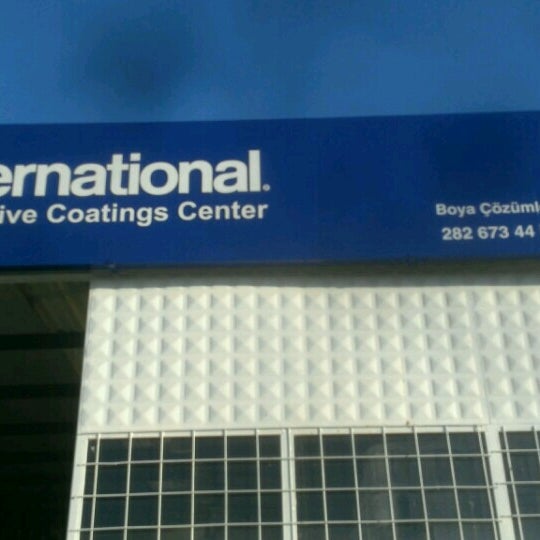 ernational.
ive Coatings Center
Boya Çözüml
282 673 44